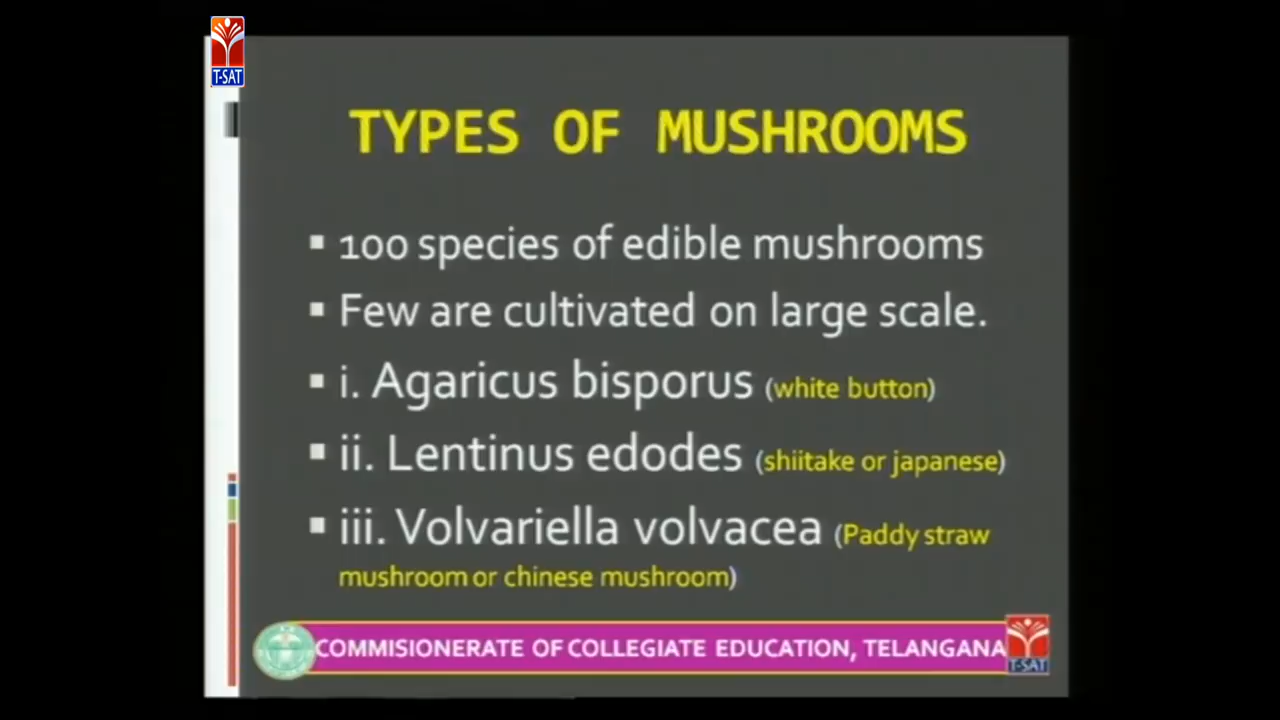 T-SAT
TYPES OF MUSHROOMS
▪ 100 species of edible mushrooms
▪ Few are cultivated on large scale.
▪ i. Agaricus bisporus (white button)
▪ ii. Lentinus edodes (shiitake or japanese)
▪ iii. Volvariella volvacea (Paddy straw
mushroom or chinese mushroom)
COMMISIONERATE OF COLLEGIATE EDUCATION, TELANGANA
T-SAT